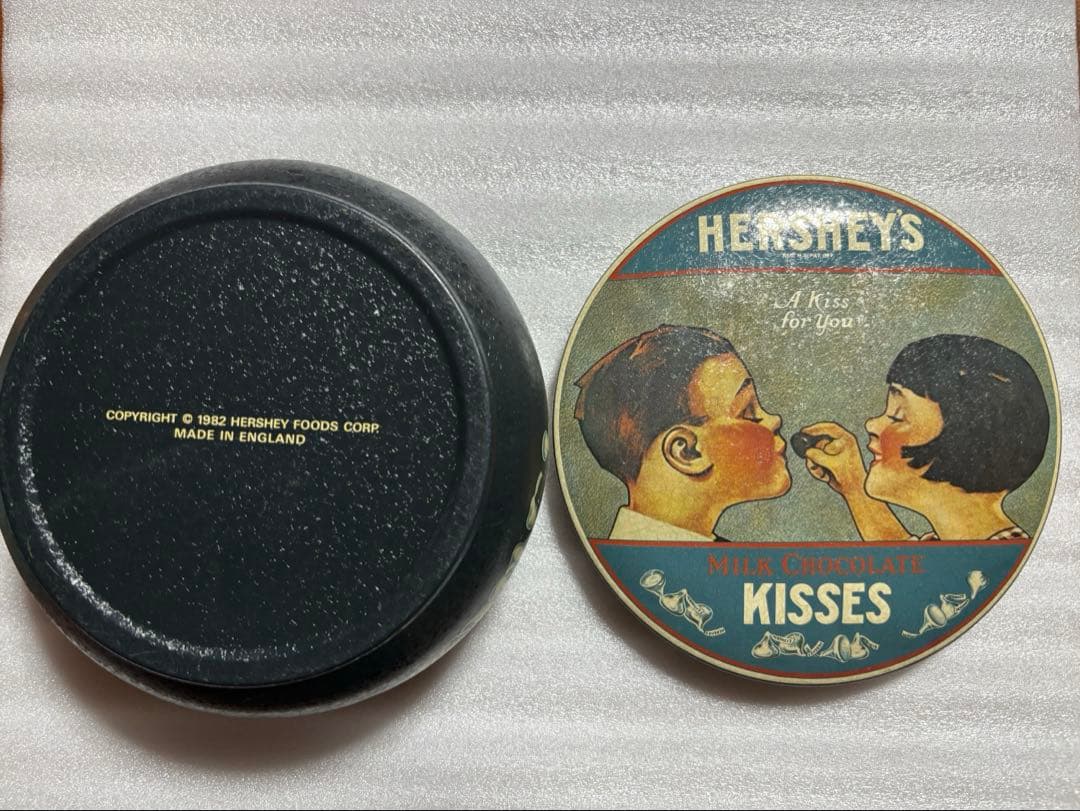 COPYRIGHT © 1982 HERSHEY FOODS CORP.
MADE IN ENGLAND
HERSHEY'S
A Kiss
for You
MILK CHOCOLATE
KISSES